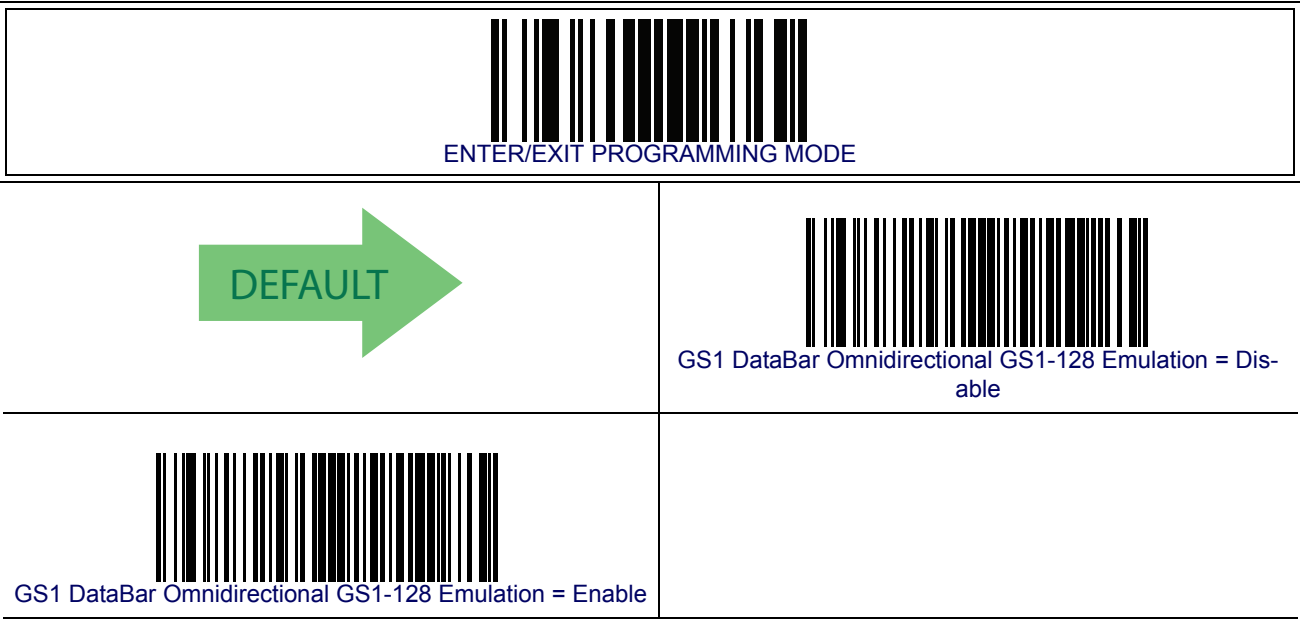 ENTER/EXIT PROGRAMMING MODE
DEFAULT
GS1 DataBar Omnidirectional GS1-128 Emulation = Dis-
able
GS1 DataBar Omnidirectional GS1-128 Emulation = Enable